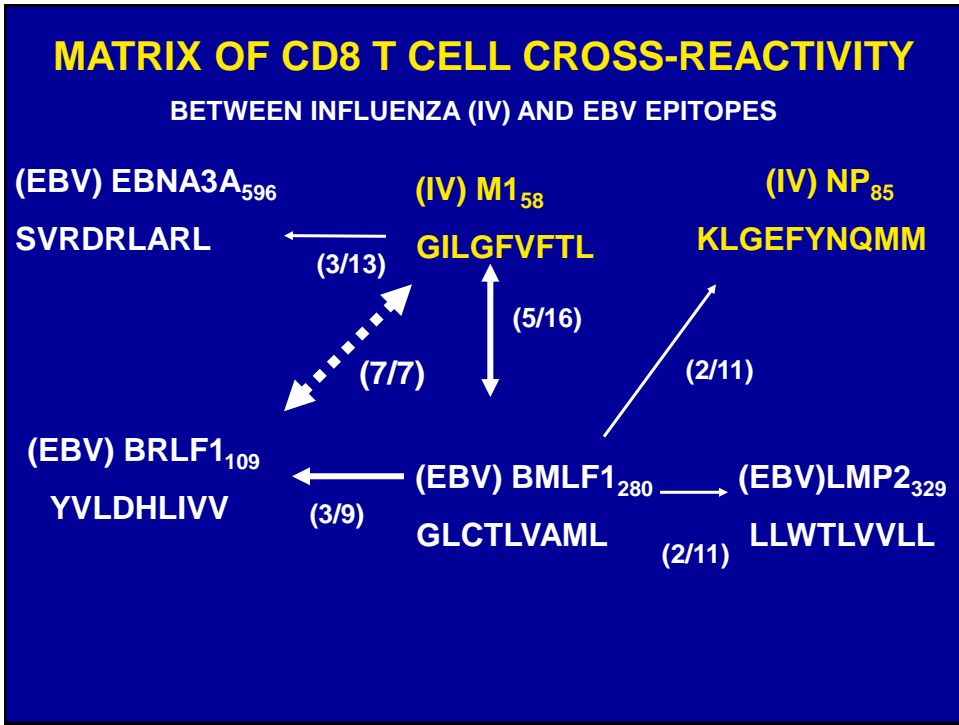 MATRIX OF CD8 T CELL CROSS-REACTIVITY
BETWEEN INFLUENZA (IV) AND EBV EPITOPES
(EBV) EBNA3A596
SVRDRLARL
(3/13)
(IV) M158
GILGFVFTL
(IV) NP85
KLGEFYNQMM
(7/7)
(5/16)
(2/11)
(EBV) BRLF1109
YVLDHLIVV
(3/9)
(EBV) BMLF1280
GLCTLVAML
(2/11)
(EBV)LMP2329
LLWTLVVLL